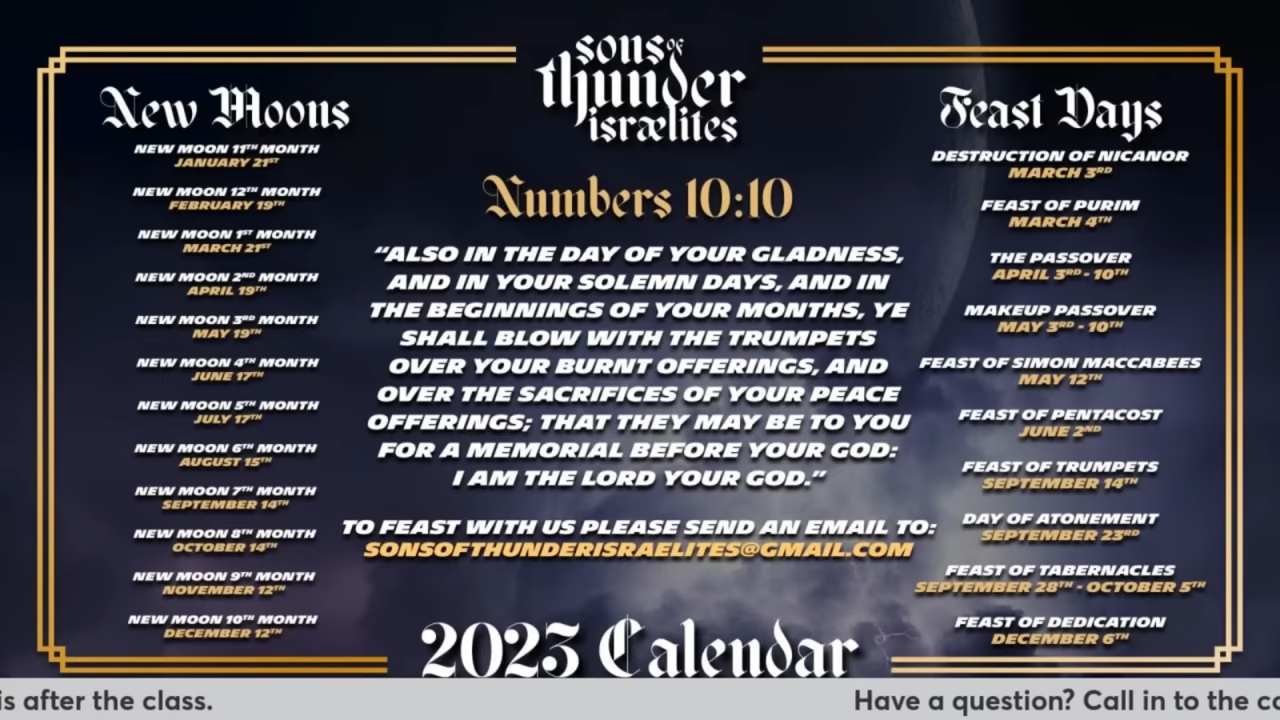 sons of
thunder
israelites
New Moons
NEW MOON 11TH MONTH
JANUARY 21ST
NEW MOON 12TH MONTH
FEBRUARY 19TH
NEW MOON 1ST MONTH
MARCH 21ST
NEW MOON 2ND MONTH
APRIL 19TH
NEW MOON 3RD MONTH
MAY 19TH
NEW MOON 4TH MONTH
JUNE 17TH
NEW MOON 5TH MONTH
JULY 17TH
NEW MOON 6TH MONTH
AUGUST 15TH
NEW MOON 7TH MONTH
SEPTEMBER 14TH
NEW MOON 8TH MONTH
OCTOBER 14TH
NEW MOON 9TH MONTH
NOVEMBER 12TH
NEW MOON 10TH MONTH
DECEMBER 12TH
Numbers 10:10
“ALSO IN THE DAY OF YOUR GLADNESS,
AND IN YOUR SOLEMN DAYS, AND IN
THE BEGINNINGS OF YOUR MONTHS, YE
SHALL BLOW WITH THE TRUMPETS
OVER YOUR BURNT OFFERINGS, AND
OVER THE SACRIFICES OF YOUR PEACE
OFFERINGS; THAT THEY MAY BE TO YOU
FOR A MEMORIAL BEFORE YOUR GOD:
I AM THE LORD YOUR GOD.”
TO FEAST WITH US PLEASE SEND AN EMAIL TO:
SONSOFTHUNDERISRAELITES@GMAIL.COM
2023 Calendar
Feast Days
DESTRUCTION OF NICANOR
MARCH 3RD
FEAST OF PURIM
MARCH 4TH
THE PASSOVER
APRIL 3RD - 10TH
MAKEUP PASSOVER
MAY 3RD - 10TH
FEAST OF SIMON MACCABEES
MAY 12TH
FEAST OF PENTACOST
JUNE 2ND
FEAST OF TRUMPETS
SEPTEMBER 14TH
DAY OF ATONEMENT
SEPTEMBER 23RD
FEAST OF TABERNACLES
SEPTEMBER 28TH - OCTOBER 5TH
FEAST OF DEDICATION
DECEMBER 6TH
is after the class. Have a question? Call in to the